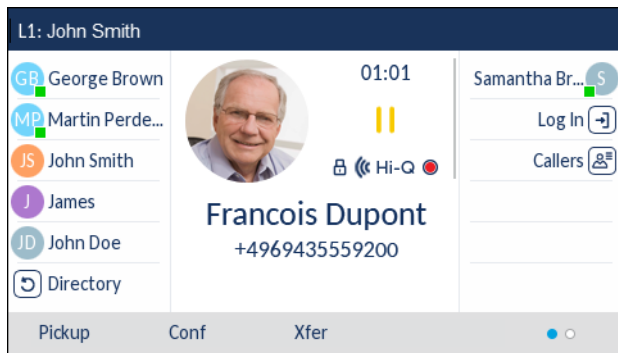 L1: John Smith
GB George Brown
MP Martin Perde...
JS John Smith
J James
JD John Doe
Directory
01:01
Hi-Q
Francois Dupont
+4969435559200
Samantha Br... S
Log In
Callers
Pickup Conf Xfer